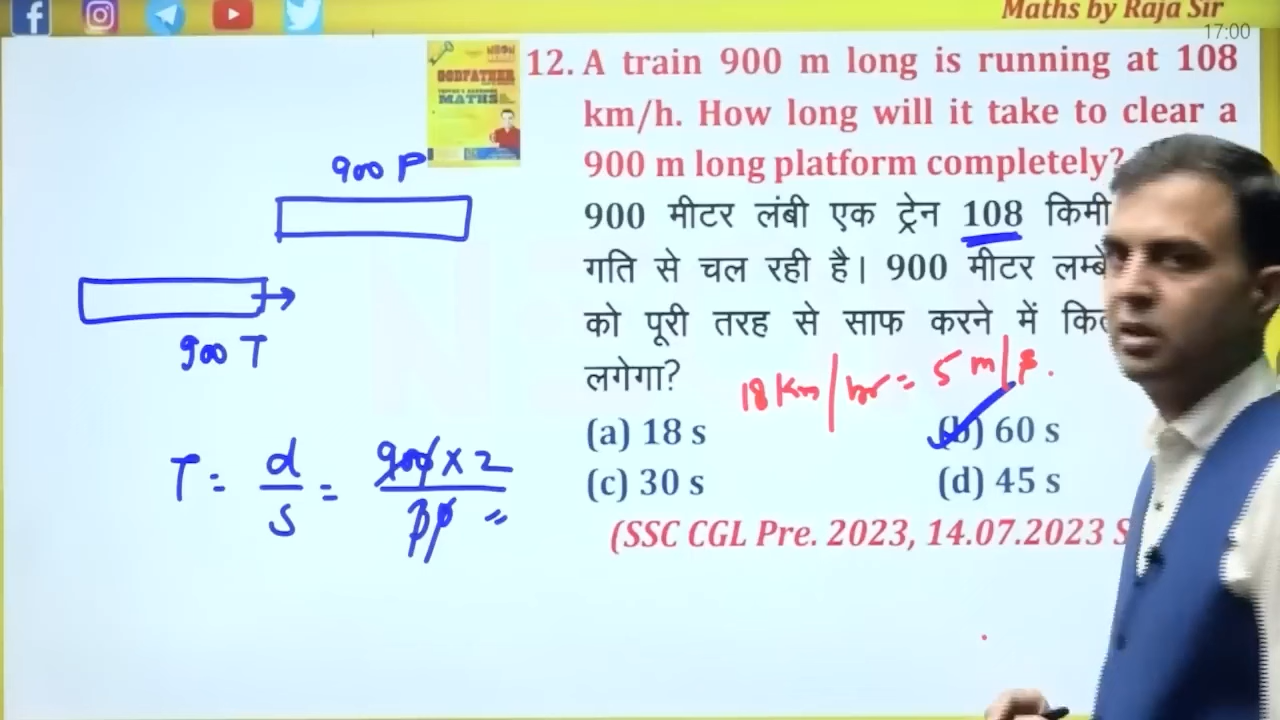 Maths by Raja Sir
17:00
GODFATHER
MATHS
12. A train 900 m long is running at 108
km/h. How long will it take to clear a
900 m long platform completely?
900 मीटर लंबी एक ट्रेन 108 किमी
गति से चल रही है। 900 मीटर लम्बे
को पूरी तरह से साफ करने में
लगेगा?
(a) 18 s
(b) 60 s
(c) 30 s
(d) 45 s
(SSC CGL Pre. 2023, 14.07.2023 S
18 Km/hr = 5 m/s.
900 P
900 T
T = d/s = 900 × 2/30 =